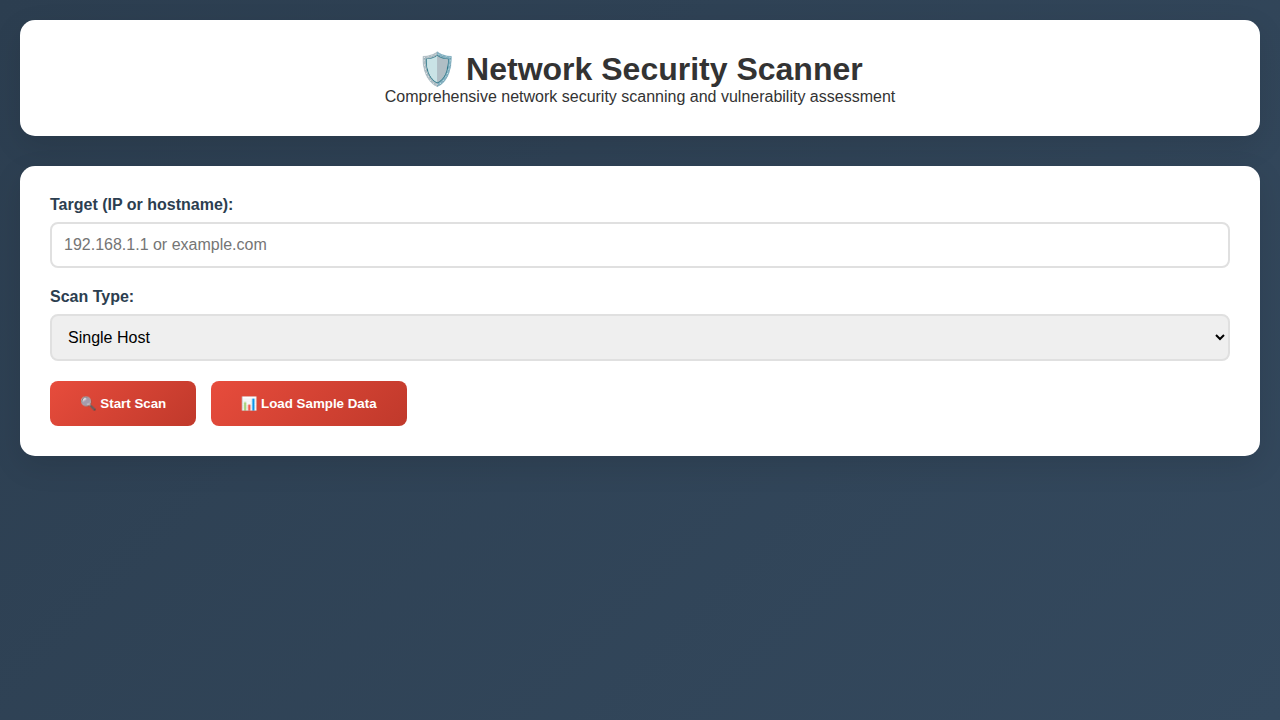 🛡️ Network Security Scanner
Comprehensive network security scanning and vulnerability assessment
Target (IP or hostname):
192.168.1.1 or example.com
Scan Type:
Single Host
🔍 Start Scan
📊 Load Sample Data